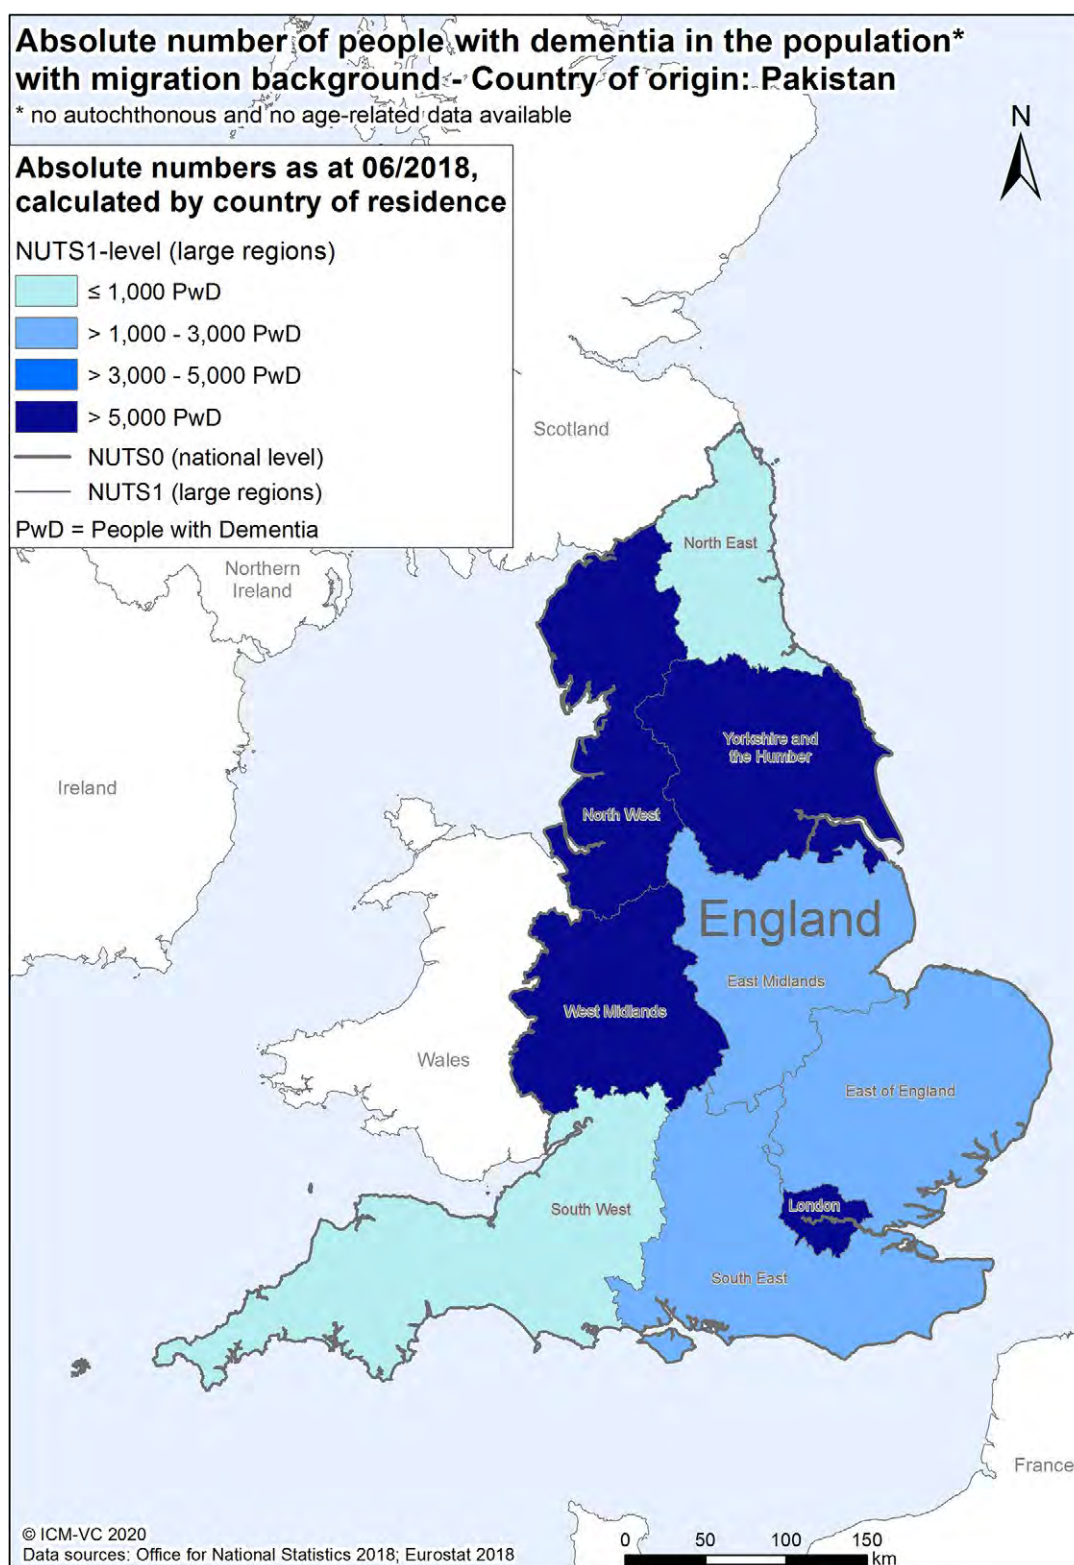 Absolute number of people with dementia in the population*
with migration background - Country of origin: Pakistan
* no autochthonous and no age-related data available
N
Absolute numbers as at 06/2018,
calculated by country of residence
NUTS1-level (large regions)
≤ 1,000 PwD
> 1,000 - 3,000 PwD
> 3,000 - 5,000 PwD
> 5,000 PwD
NUTS0 (national level)
NUTS1 (large regions)
PwD = People with Dementia
Scotland
North East
Northern
Ireland
Yorkshire and
the Humber
Ireland
North West
England
East Midlands
West Midlands
Wales
East of England
South West
London
South East
France
© ICM-VC 2020
Data sources: Office for National Statistics 2018; Eurostat 2018
0 50 100 150
km